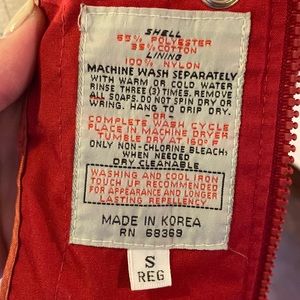 SHELL
65% POLYESTER
35% COTTON
LINING
100% NYLON
MACHINE WASH SEPARATELY
WITH WARM OR COLD WATER
RINSE THREE (3) TIMES. REMOVE
ALL SOAPS. DO NOT SPIN DRY OR
WRING. HANG TO DRIP DRY.
-OR-
COMPLETE WASH CYCLE
PLACE IN MACHINE DRYER
TUMBLE DRY AT 160°F
ONLY NON-CHLORINE BLEACH;
WHEN NEEDED
DRY CLEANABLE
WASHING AND COOL IRON
TOUCH UP RECOMMENDED
FOR APPEARANCE AND LONGER
LASTING REPELLENCY
MADE IN KOREA
RN 68369
S
REG